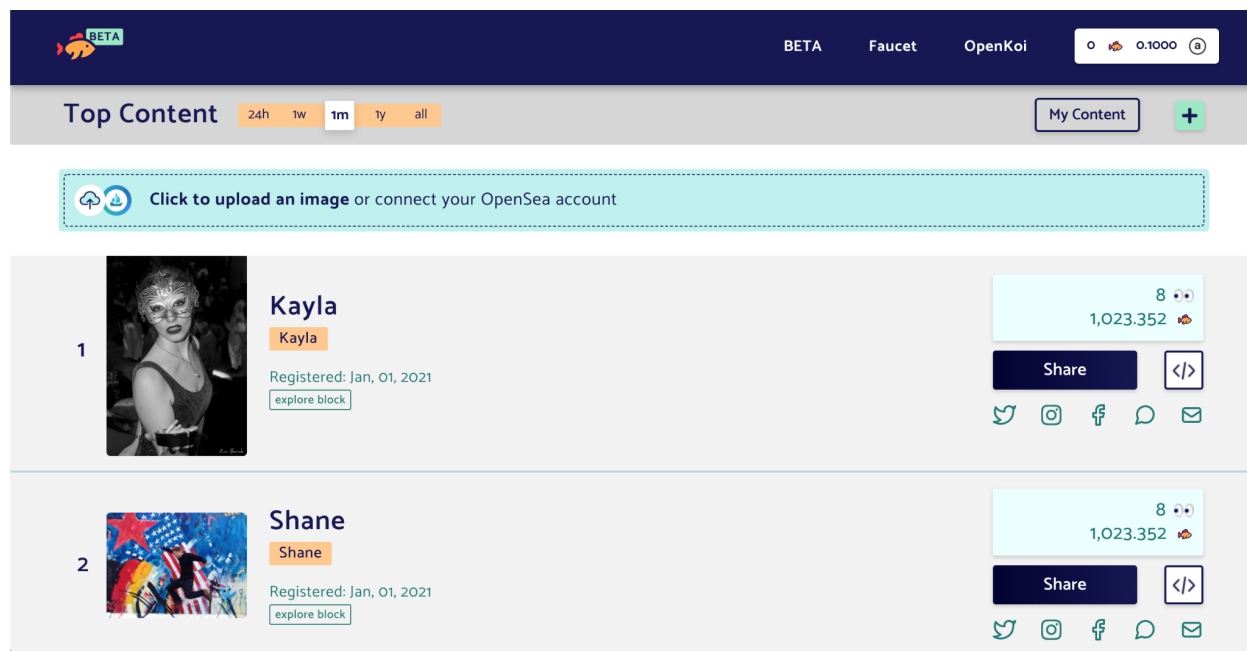 BETA
BETA Faucet OpenKoi 0 0.1000 a
Top Content 24h 1w 1m 1y all My Content +
Click to upload an image or connect your OpenSea account
1
Kayla
Kayla
Registered: Jan, 01, 2021
explore block
8
1,023.352
Share </>
2
Shane
Shane
Registered: Jan, 01, 2021
explore block
8
1,023.352
Share </>